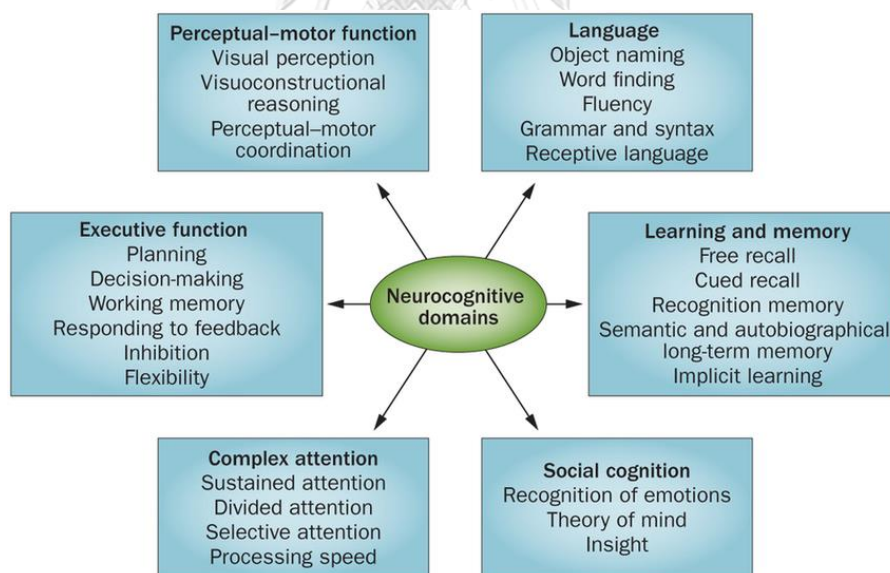 Perceptual–motor function
Visual perception
Visuoconstructional
reasoning
Perceptual–motor
coordination
Language
Object naming
Word finding
Fluency
Grammar and syntax
Receptive language
Executive function
Planning
Decision-making
Working memory
Responding to feedback
Inhibition
Flexibility
Neurocognitive
domains
Learning and memory
Free recall
Cued recall
Recognition memory
Semantic and autobiographical
long-term memory
Implicit learning
Complex attention
Sustained attention
Divided attention
Selective attention
Processing speed
Social cognition
Recognition of emotions
Theory of mind
Insight